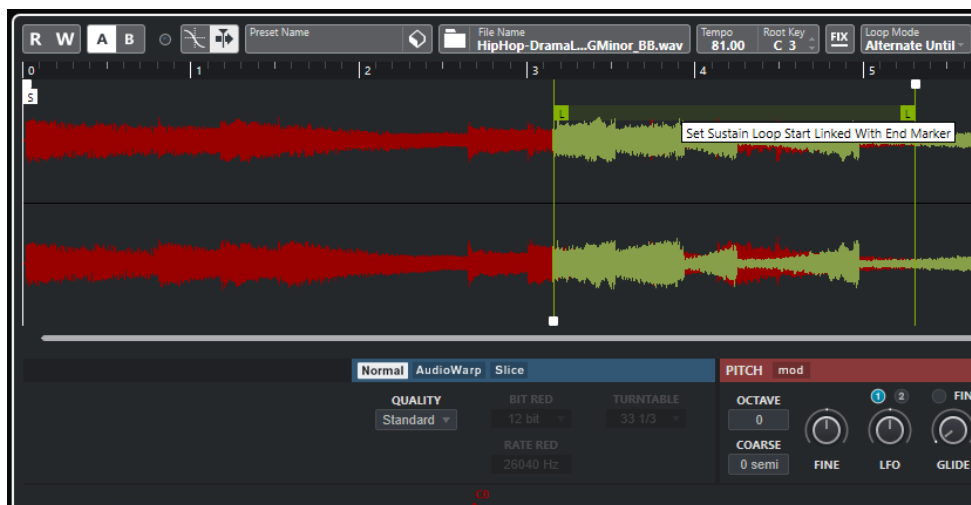 R W A B Preset Name File Name Tempo Root Key FIX Loop Mode
HipHop-DramaL...GMinor_BB.wav 81.00 C 3 Alternate Until
0 1 2 3 4 5
S
L L
Set Sustain Loop Start Linked With End Marker
Normal AudioWarp Slice PITCH mod
QUALITY BIT RED TURNTABLE OCTAVE 1 2 FIN
Standard 12 bit 33 1/3 0
RATE RED COARSE
26040 Hz 0 semi FINE LFO GLIDE
C0